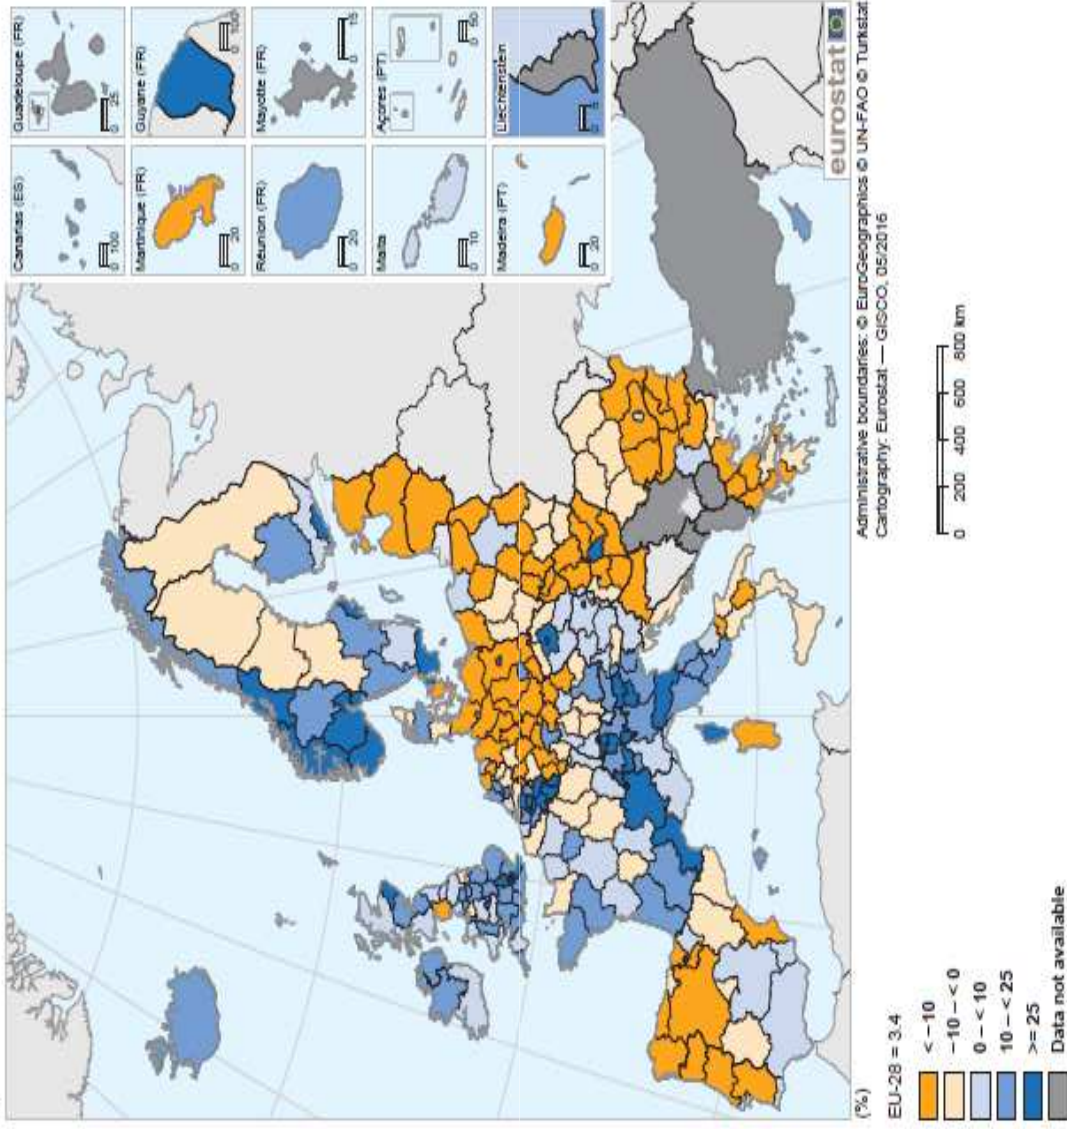 Canarias (ES)
0 100
Guadeloupe (FR)
0 25
Martinique (FR)
0 20
Guyane (FR)
0 100
Réunion (FR)
0 20
Mayotte (FR)
0 15
Malta
0 10
Açores (PT)
0 50
Madeira (PT)
0 20
Liechtenstein
0 5
eurostat
(%)
EU-28 = 3.4
< −10
−10 – < 0
0 – < 10
10 – < 25
>= 25
Data not available
Administrative boundaries: © EuroGeographics © UN-FAO © Turkstat
Cartography: Eurostat — GISCO, 05/2016
0 200 400 600 800 km